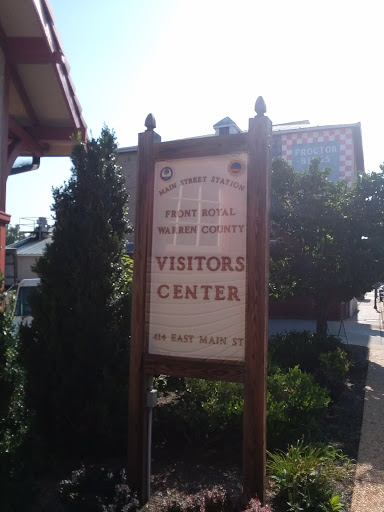 MAIN STREET STATION
FRONT ROYAL
WARREN COUNTY
VISITORS
CENTER
414 EAST MAIN ST
PROCTOR